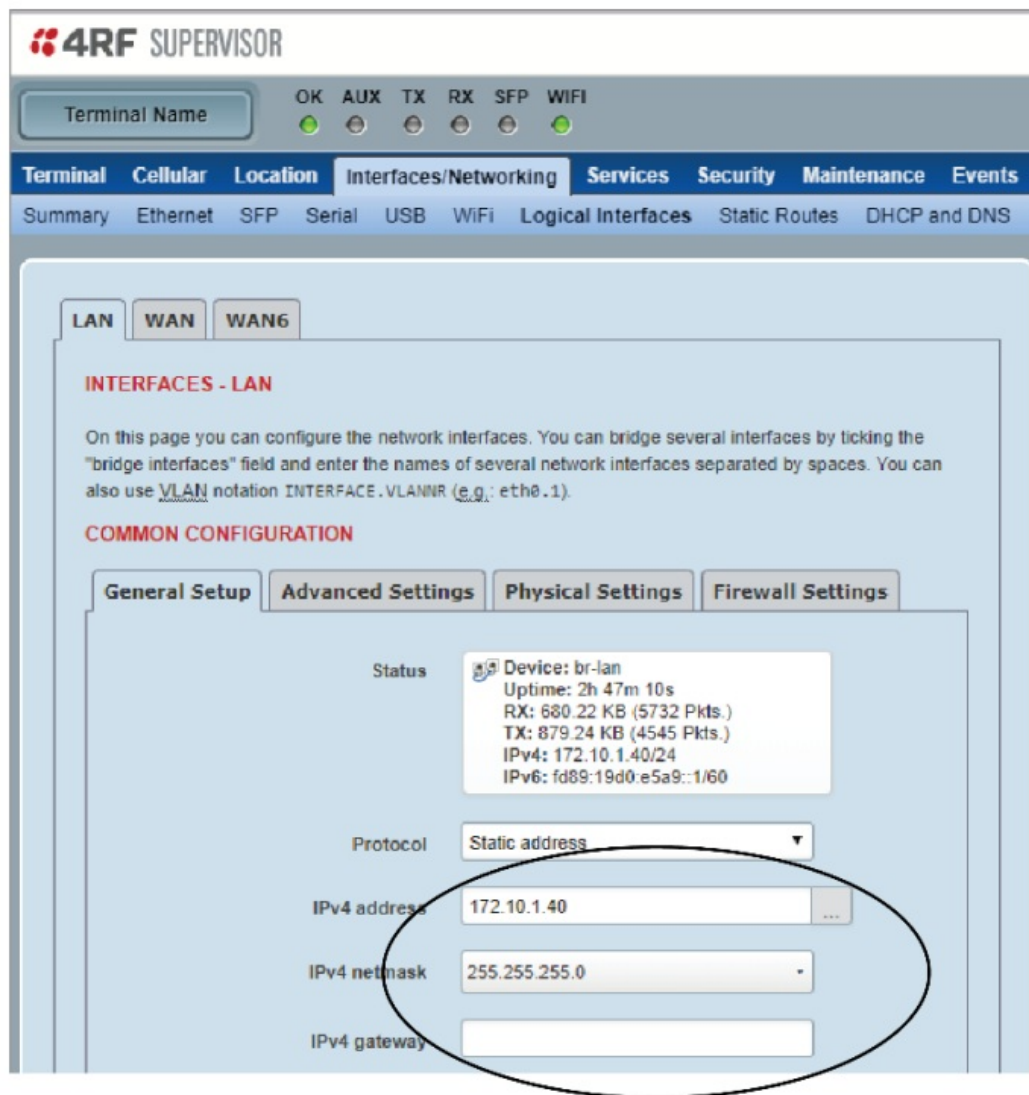 4RF SUPERVISOR
Terminal Name
OK AUX TX RX SFP WIFI
Terminal Cellular Location Interfaces/Networking Services Security Maintenance Events
Summary Ethernet SFP Serial USB WiFi Logical Interfaces Static Routes DHCP and DNS
LAN WAN WAN6
INTERFACES - LAN
On this page you can configure the network interfaces. You can bridge several interfaces by ticking the
"bridge interfaces" field and enter the names of several network interfaces separated by spaces. You can
also use VLAN notation INTERFACE.VLANNR (e.g.: eth0.1).
COMMON CONFIGURATION
General Setup Advanced Settings Physical Settings Firewall Settings
Status
Device: br-lan
Uptime: 2h 47m 10s
RX: 680.22 KB (5732 Pkts.)
TX: 879.24 KB (4545 Pkts.)
IPv4: 172.10.1.40/24
IPv6: fd89:19d0:e5a9::1/60
Protocol Static address
IPv4 address 172.10.1.40 ...
IPv4 netmask 255.255.255.0
IPv4 gateway